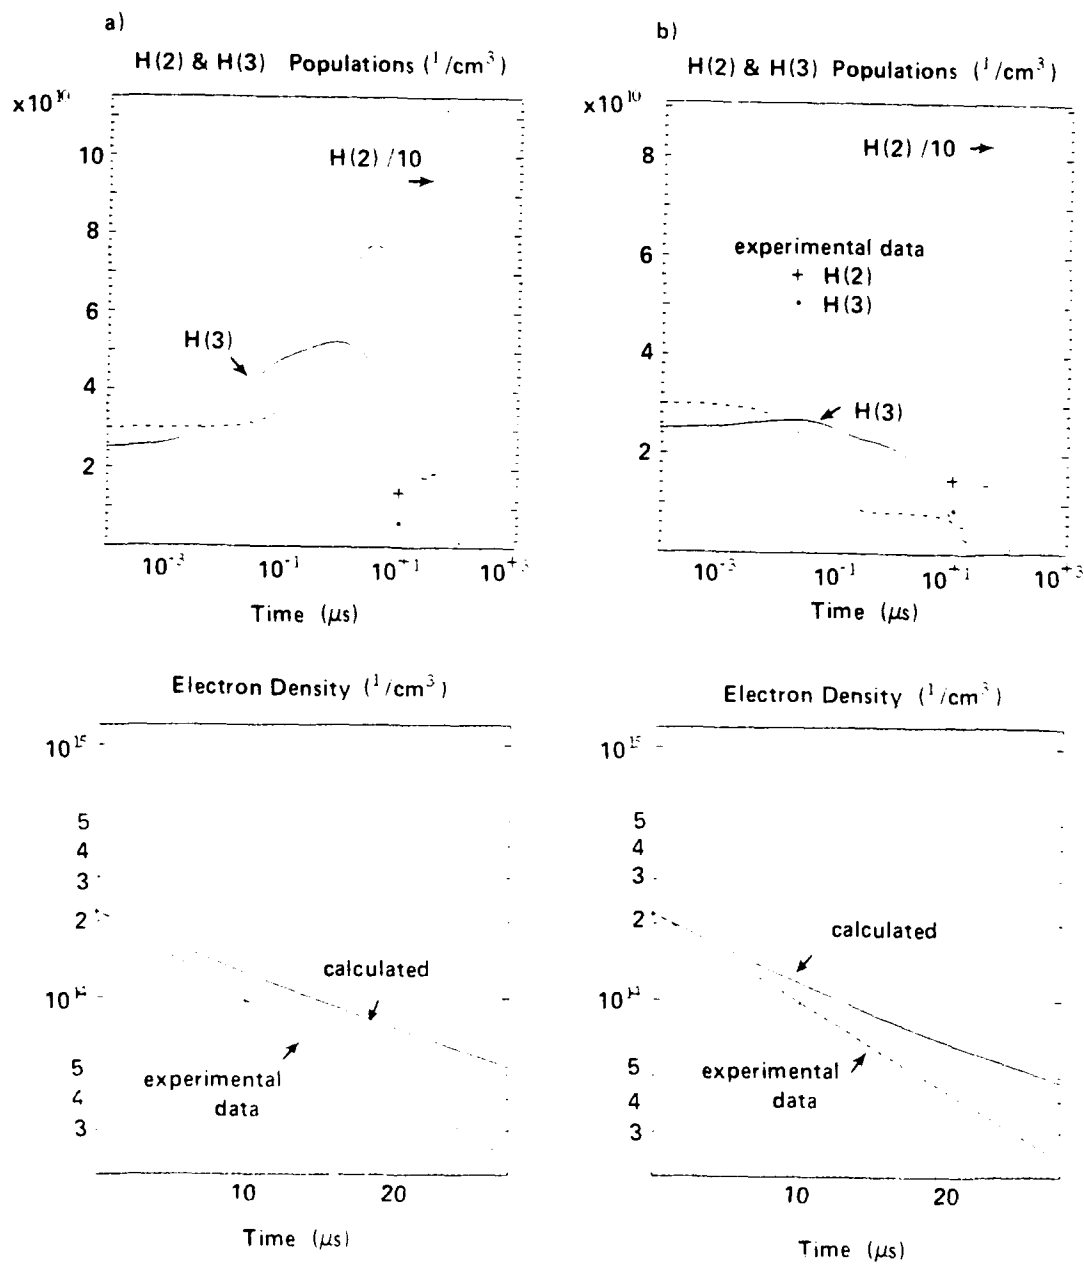 a)
H(2) & H(3) Populations (1/cm3)
x10^10
10
8
6
4
2
H(2) /10
H(3)
10^-3 10^-1 10^+1 10^+3
Time (μs)
b)
H(2) & H(3) Populations (1/cm3)
x10^10
8
6
4
2
H(2) /10
experimental data
+ H(2)
• H(3)
H(3)
10^-3 10^-1 10^+1 10^+3
Time (μs)
Electron Density (1/cm3)
10^15
5
4
3
2
10^14
5
4
3
calculated
experimental
data
10 20
Time (μs)
Electron Density (1/cm3)
10^15
5
4
3
2
10^14
5
4
3
calculated
experimental
data
10 20
Time (μs)